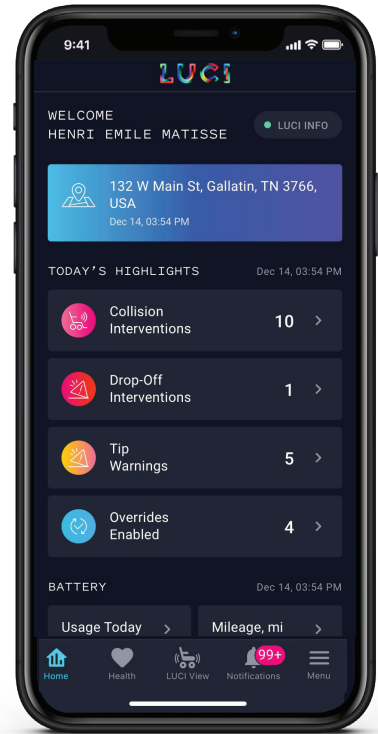 9:41
LUCI
WELCOME
HENRI EMILE MATISSE
LUCI INFO
132 W Main St, Gallatin, TN 3766,
USA
Dec 14, 03:54 PM
TODAY'S HIGHLIGHTS
Dec 14, 03:54 PM
Collision
Interventions
10
Drop-Off
Interventions
1
Tip
Warnings
5
Overrides
Enabled
4
BATTERY
Dec 14, 03:54 PM
Usage Today
Mileage, mi
99+
Home
Health
LUCI View
Notifications
Menu